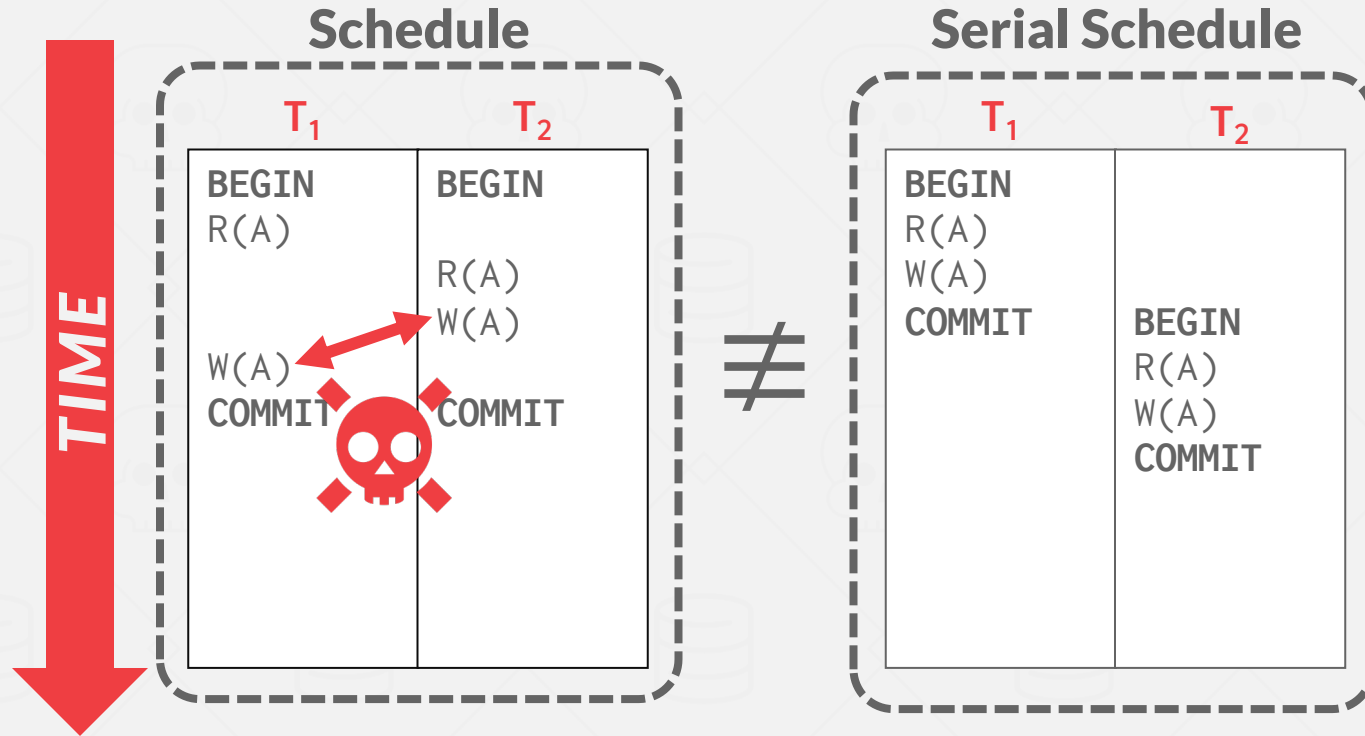 Schedule
Serial Schedule
TIME
T₁ T₂
BEGIN BEGIN
R(A)
R(A)
W(A)
W(A)
COMMIT COMMIT
≢
T₁ T₂
BEGIN
R(A)
W(A)
COMMIT BEGIN
R(A)
W(A)
COMMIT